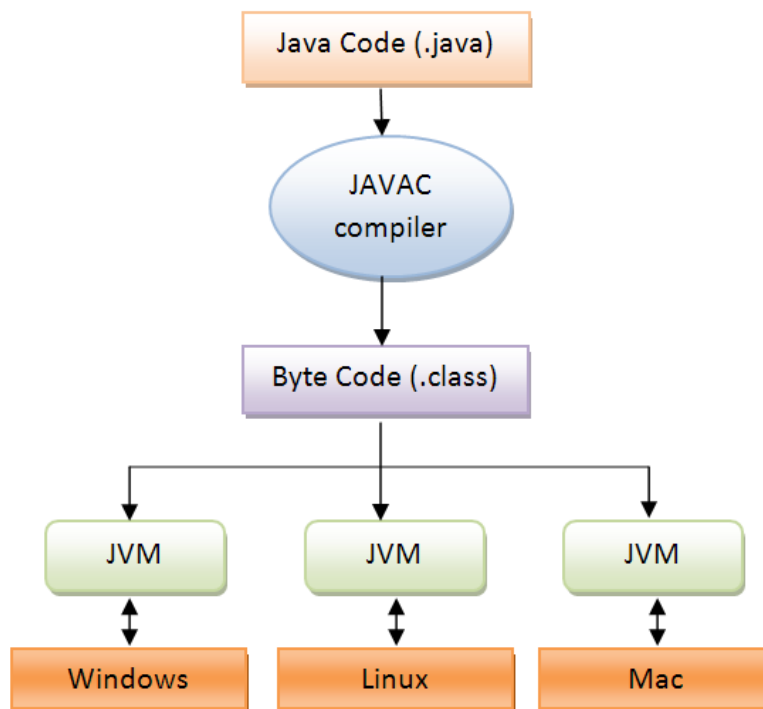 Java Code (.java)
JAVAC
compiler
Byte Code (.class)
JVM
JVM
JVM
Windows
Linux
Mac